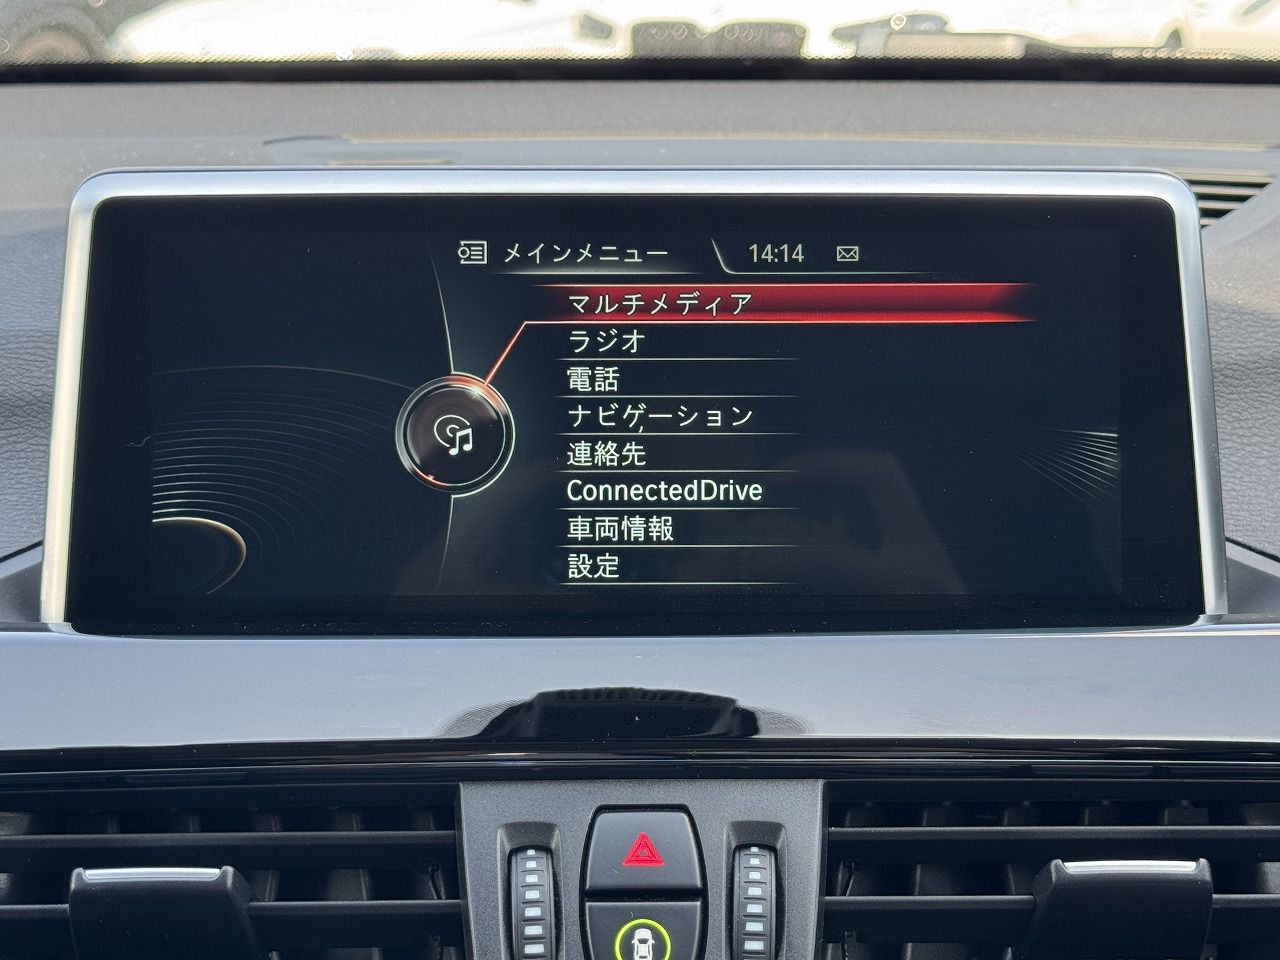 メインメニュー 14:14
マルチメディア
ラジオ
電話
ナビゲーション
連絡先
ConnectedDrive
車両情報
設定